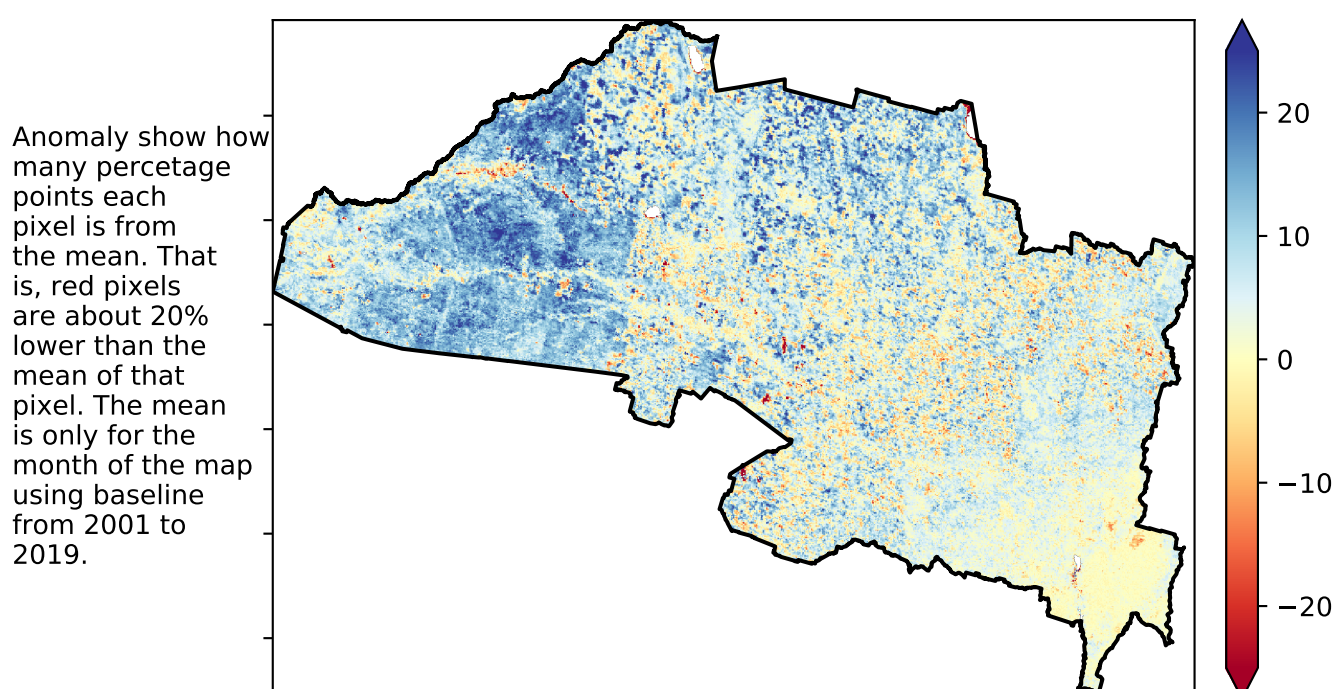 Anomaly show how
many percetage
points each
pixel is from
the mean. That
is, red pixels
are about 20%
lower than the
mean of that
pixel. The mean
is only for the
month of the map
using baseline
from 2001 to
2019.
20
10
0
−10
−20